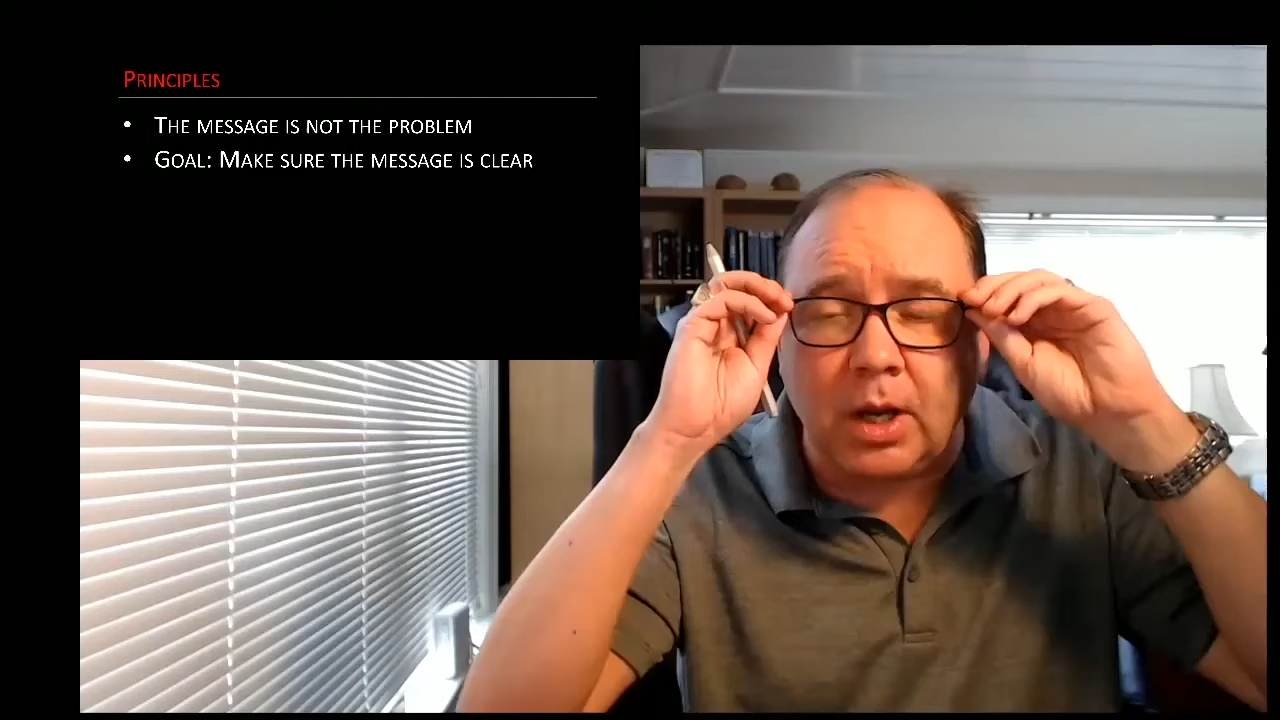 PRINCIPLES
• THE MESSAGE IS NOT THE PROBLEM
• GOAL: MAKE SURE THE MESSAGE IS CLEAR